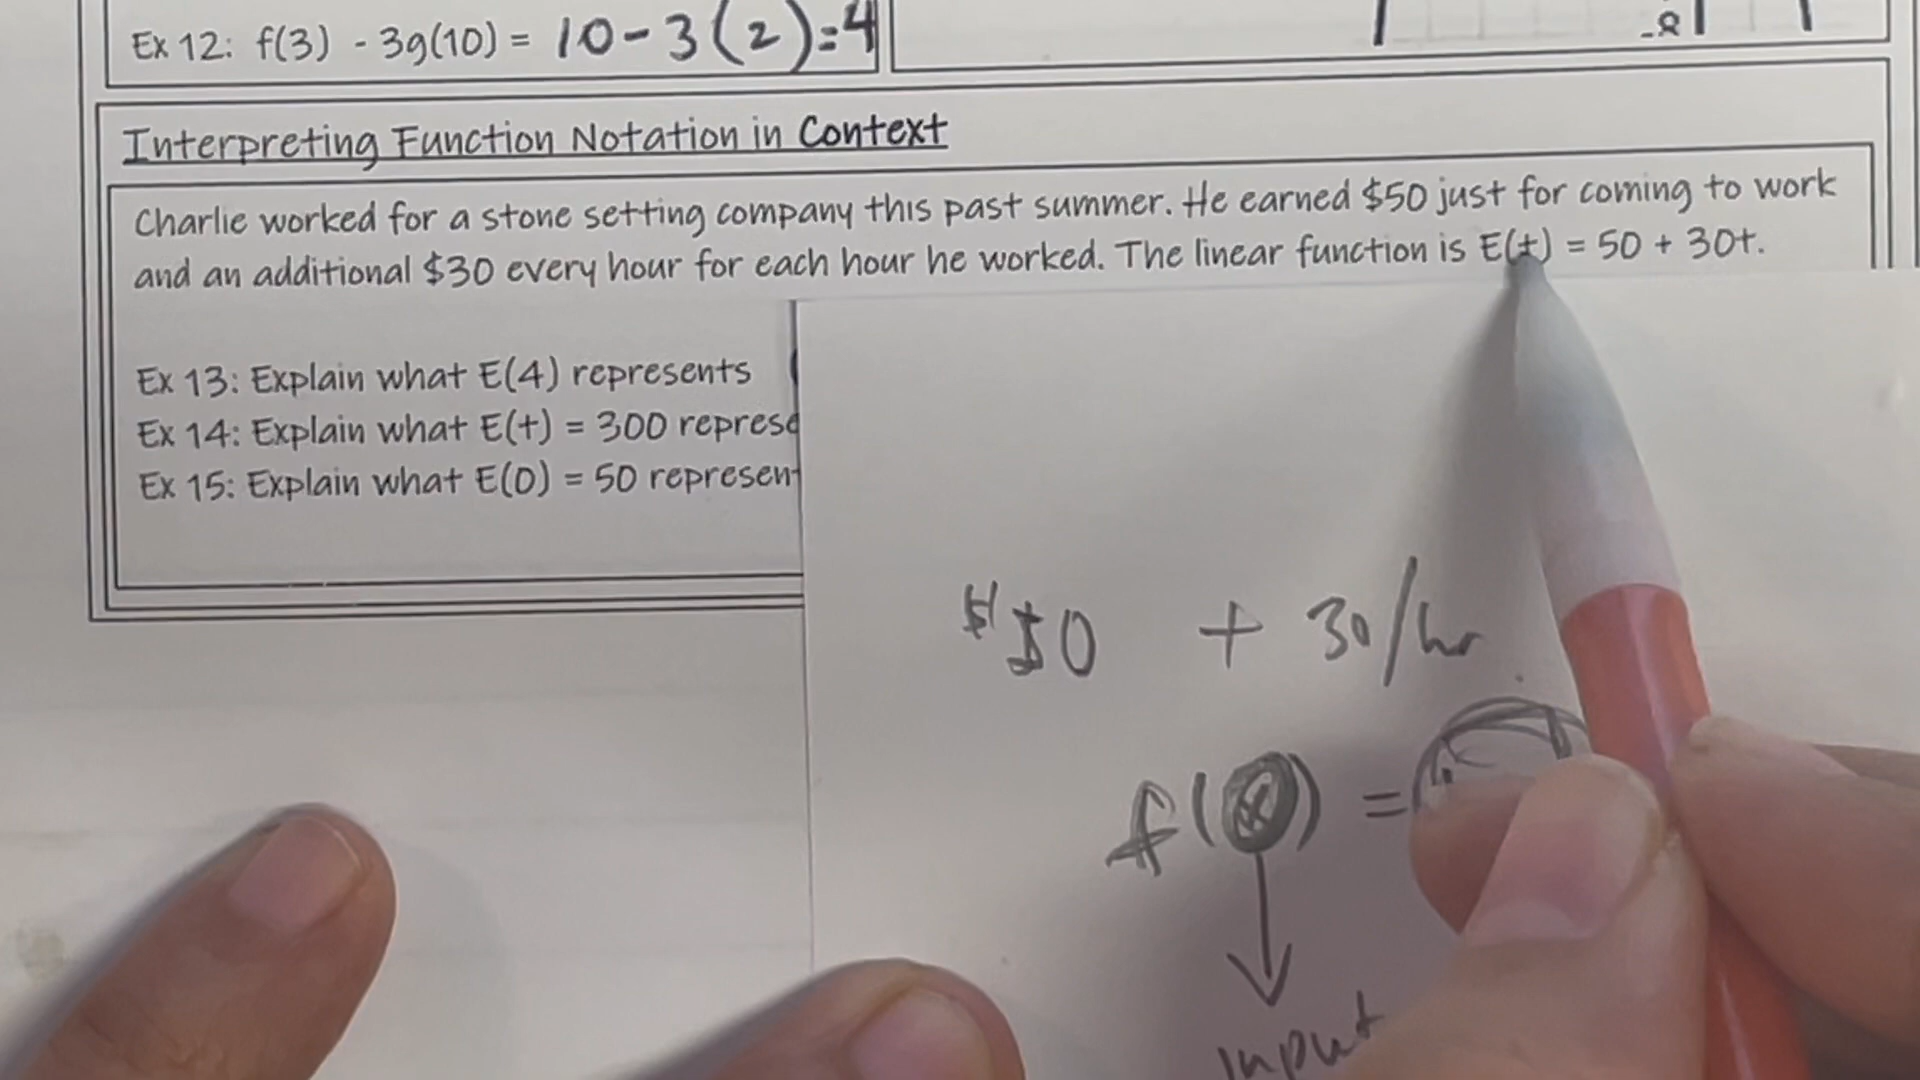 Ex 12: f(3) - 3g(10) = 10-3(2)=4
-8
Interpreting Function Notation in Context
Charlie worked for a stone setting company this past summer. He earned $50 just for coming to work
and an additional $30 every hour for each hour he worked. The linear function is E(t) = 50 + 30t.
Ex 13: Explain what E(4) represents
Ex 14: Explain what E(t) = 300
Ex 15: Explain what E(0) = 50
$50 + 30/hr
f(x) =
input